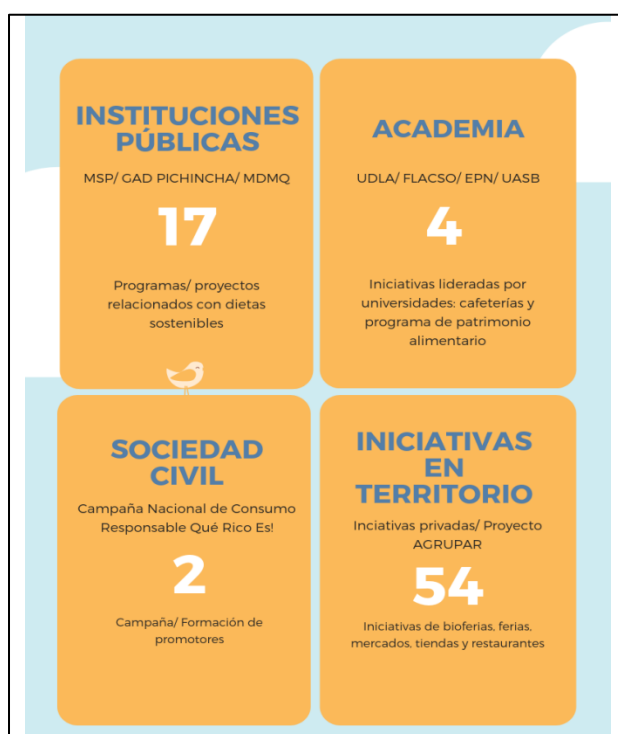 INSTITUCIONES
PÚBLICAS
MSP/ GAD PICHINCHA/ MDMQ
17
Programas/ proyectos
relacionados con dietas
sostenibles
ACADEMIA
UDLA/ FLACSO/ EPN/ UASB
4
Iniciativas lideradas por
universidades: cafeterías y
programa de patrimonio
alimentario
SOCIEDAD
CIVIL
Campaña Nacional de Consumo
Responsable Qué Rico Es!
2
Campaña/ Formación de
promotores
INICIATIVAS
EN
TERRITORIO
Inciativas privadas/ Proyecto
AGRUPAR
54
Iniciativas de bioferias, ferias,
mercados, tiendas y restaurantes